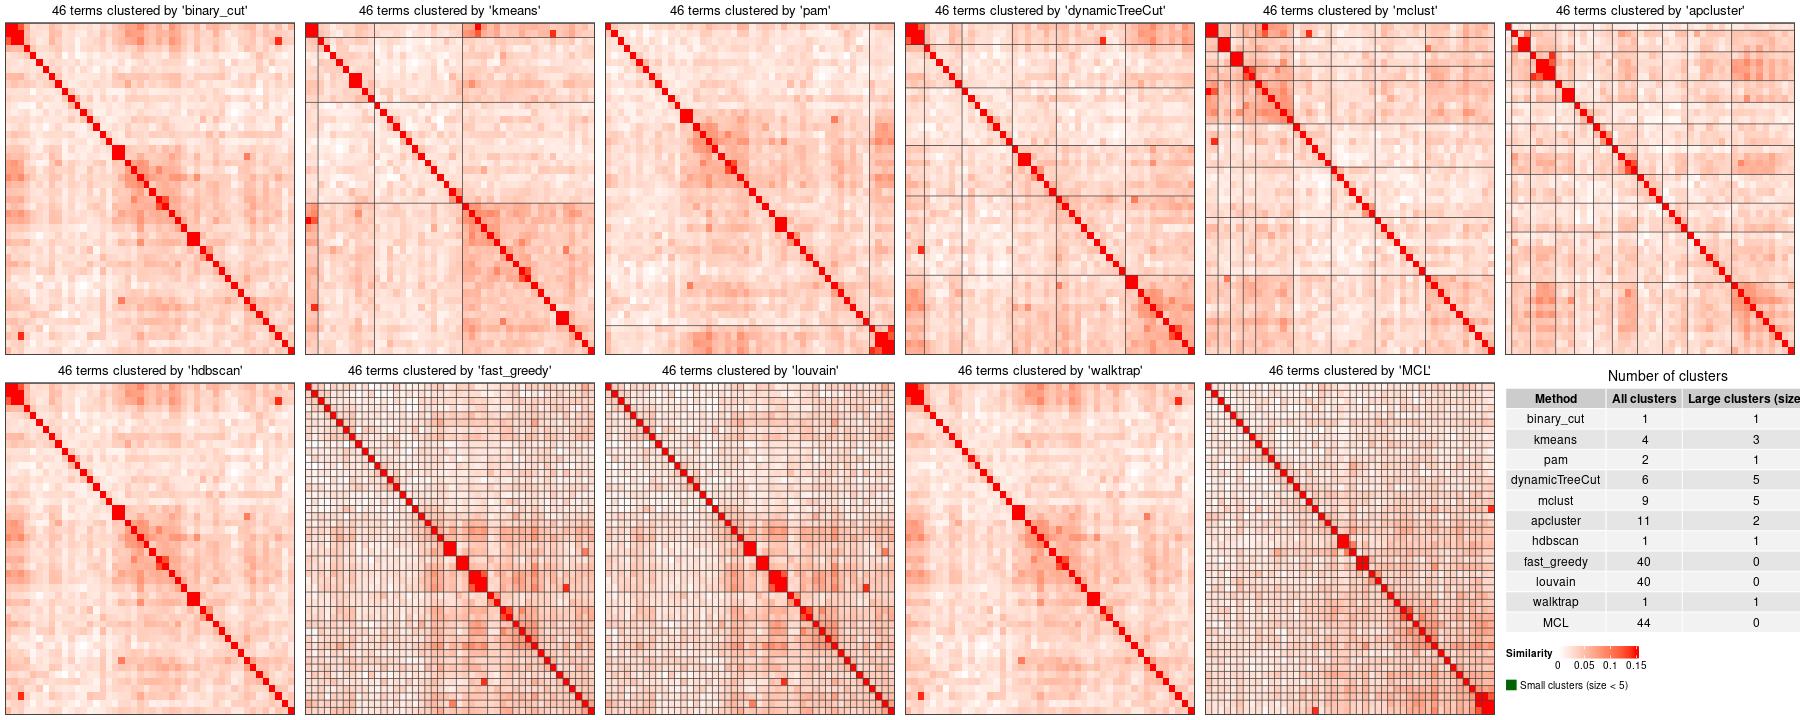 46 terms clustered by 'binary_cut'
46 terms clustered by 'kmeans'
46 terms clustered by 'pam'
46 terms clustered by 'dynamicTreeCut'
46 terms clustered by 'mclust'
46 terms clustered by 'apcluster'
46 terms clustered by 'hdbscan'
46 terms clustered by 'fast_greedy'
46 terms clustered by 'louvain'
46 terms clustered by 'walktrap'
46 terms clustered by 'MCL'
Number of clusters
Method All clusters Large clusters (size
binary_cut 1 1
kmeans 4 3
pam 2 1
dynamicTreeCut 6 5
mclust 9 5
apcluster 11 2
hdbscan 1 1
fast_greedy 40 0
louvain 40 0
walktrap 1 1
MCL 44 0
Similarity
0 0.05 0.1 0.15
Small clusters (size < 5)